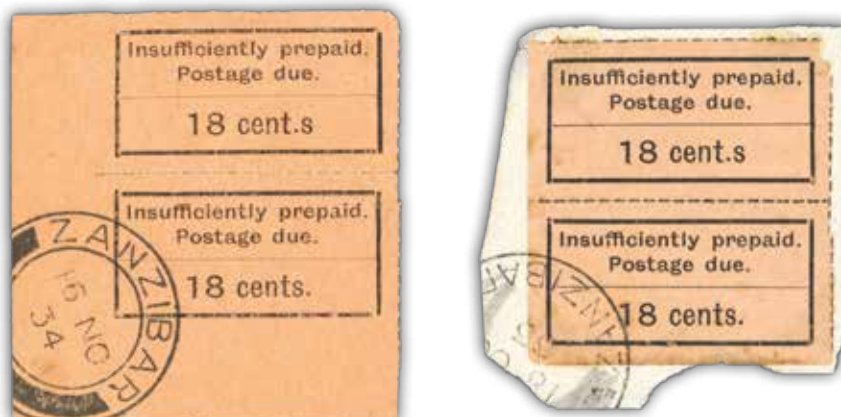 Insufficiently prepaid.
Postage due.
18 cent.s
Insufficiently prepaid.
Postage due.
18 cents.
ZANZIBAR
16 NO
34
Insufficiently prepaid.
Postage due.
18 cent.s
Insufficiently prepaid.
Postage due.
18 cents.
ZANZIBAR